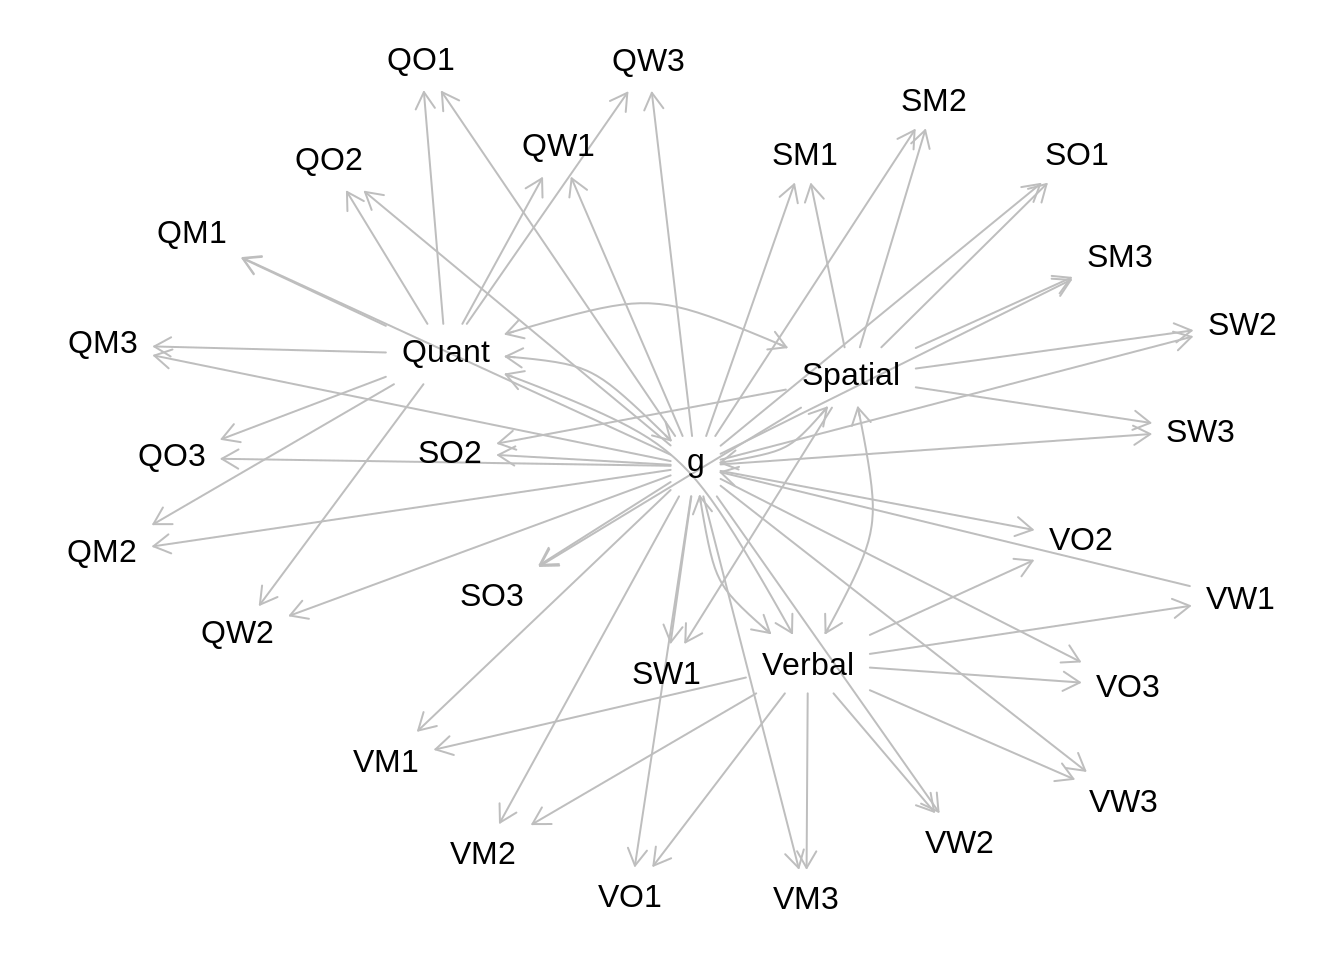 QO1
QW3
SM2
QW1
SM1
SO1
QO2
QM1
SM3
SW2
QM3
Quant
Spatial
SW3
SO2
QO3
g
VO2
QM2
SO3
VW1
QW2
Verbal
SW1
VO3
VM1
VW3
VW2
VM2
VO1
VM3